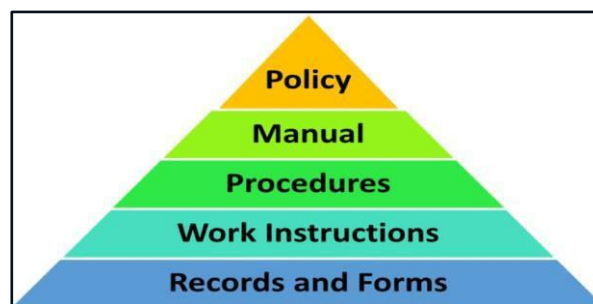 Policy
Manual
Procedures
Work Instructions
Records and Forms